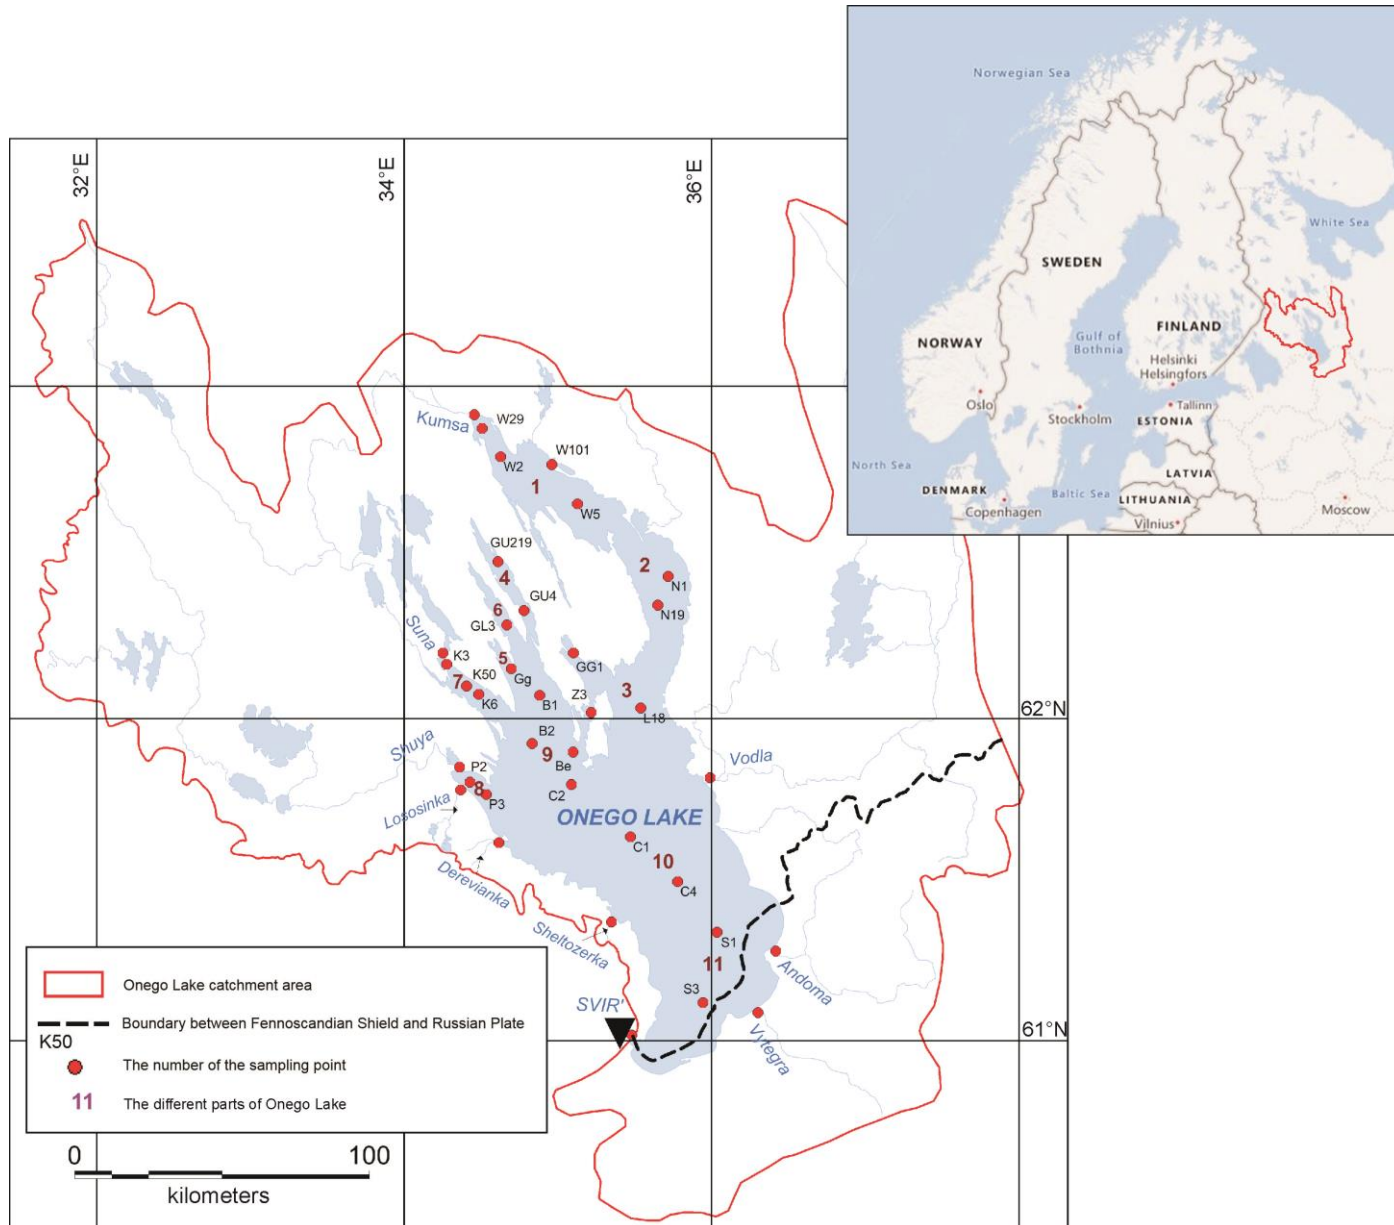 Norwegian Sea
White Sea
SWEDEN
FINLAND
NORWAY
Gulf of
Bothnia
Helsinki
Helsingfors
Oslo
Stockholm
Tallinn
ESTONIA
North Sea
LATVIA
DENMARK
Baltic Sea
LITHUANIA
Copenhagen
Vilnius
Moscow
32°E
34°E
36°E
Kumsa
W29
W2
W101
1
W5
GU219
4
2
N1
GU4
6
N19
GL3
Suna
K3
5
GG1
K50
Gg
7
K6
B1
Z3
3
L18
62°N
Shuya
B2
9
Be
Vodla
P2
8
P3
C2
Lososinka
ONEGO LAKE
C1
10
Derevianka
C4
Sheltozerka
S1
11
Andoma
S3
SVIR'
Vytegra
61°N
Onego Lake catchment area
Boundary between Fennoscandian Shield and Russian Plate
K50
The number of the sampling point
11
The different parts of Onego Lake
0 100
kilometers